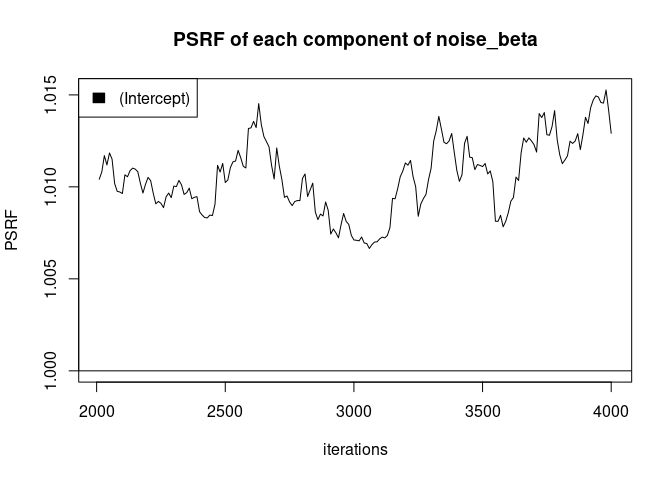 PSRF of each component of noise_beta
(Intercept)
PSRF
1.015
1.010
1.005
1.000
2000 2500 3000 3500 4000
iterations